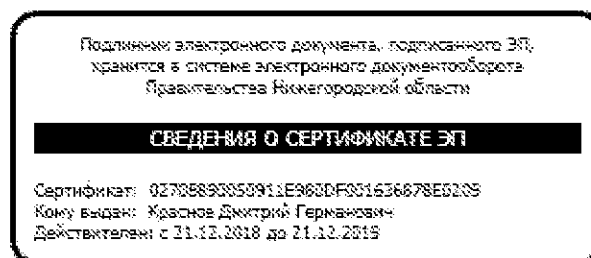 Подлинник электронного документа, подписанного ЭП,
хранится в системе электронного документооборота
Правительства Нижегородской области
СВЕДЕНИЯ О СЕРТИФИКАТЕ ЭП
Сертификат:
Кому выдан: Краснов Дмитрий Германович
Действителен: с 21.12.2018 до 21.12.2019